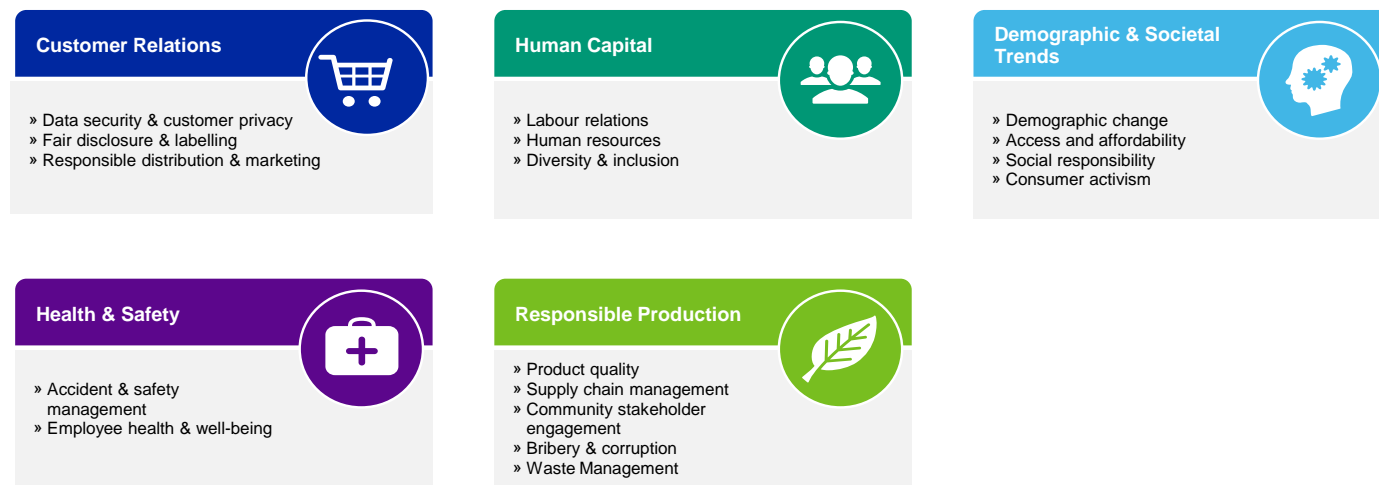 Customer Relations
» Data security & customer privacy
» Fair disclosure & labelling
» Responsible distribution & marketing
Human Capital
» Labour relations
» Human resources
» Diversity & inclusion
Demographic & Societal
Trends
» Demographic change
» Access and affordability
» Social responsibility
» Consumer activism
Health & Safety
» Accident & safety
management
» Employee health & well-being
Responsible Production
» Product quality
» Supply chain management
» Community stakeholder
engagement
» Bribery & corruption
» Waste Management